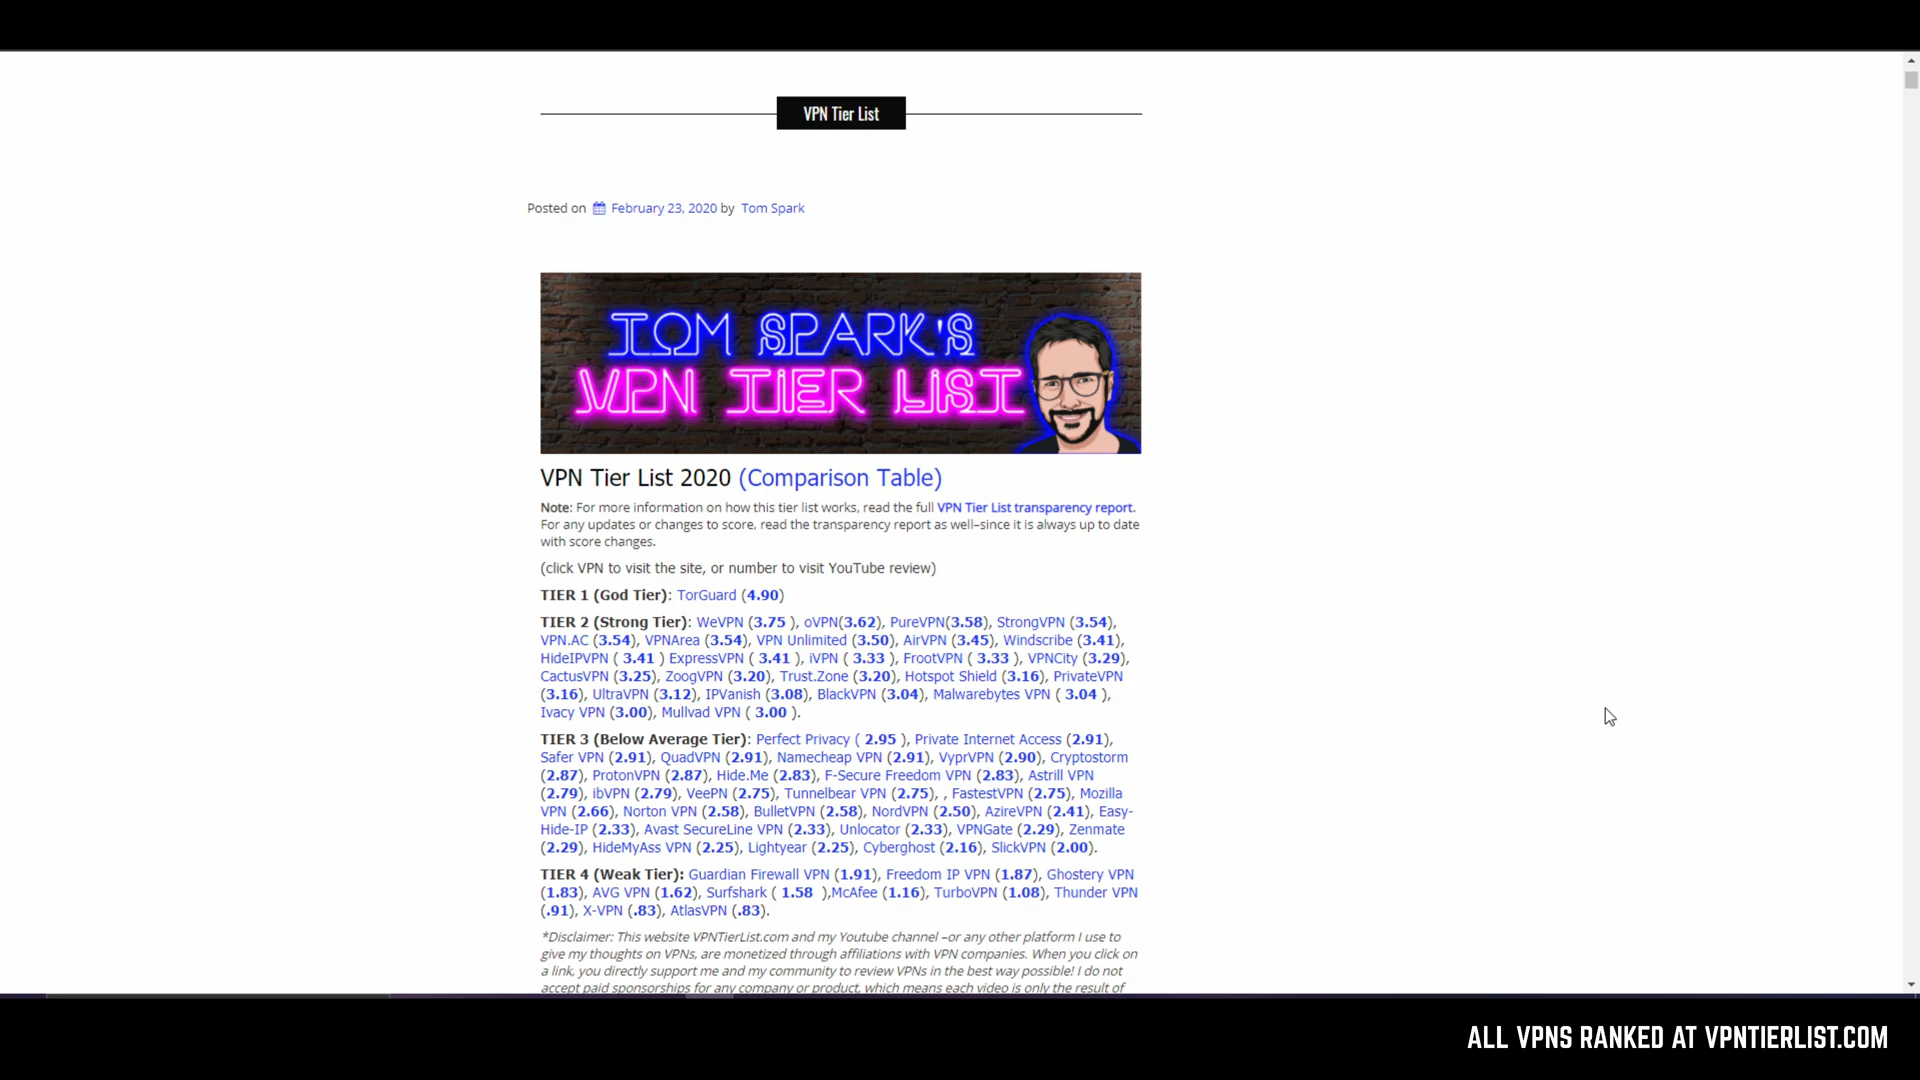 VPN Tier List
Posted on February 23, 2020 by Tom Spark
TOM SPARK'S
VPN TIER LIST
VPN Tier List 2020 (Comparison Table)
Note: For more information on how this tier list works, read the full VPN Tier List transparency report.
For any updates or changes to score, read the transparency report as well–since it is always up to date
with score changes.
(click VPN to visit the site, or number to visit YouTube review)
TIER 1 (God Tier): TorGuard (4.90)
TIER 2 (Strong Tier): WeVPN (3.75 ), oVPN(3.62), PureVPN(3.58), StrongVPN (3.54),
VPN.AC (3.54), VPNArea (3.54), VPN Unlimited (3.50), AirVPN (3.45), Windscribe (3.41),
HideIPVPN ( 3.41 ) ExpressVPN ( 3.41 ), iVPN ( 3.33 ), FrootVPN ( 3.33 ), VPNCity (3.29),
CactusVPN (3.25), ZoogVPN (3.20), Trust.Zone (3.20), Hotspot Shield (3.16), PrivateVPN
(3.16), UltraVPN (3.12), IPVanish (3.08), BlackVPN (3.04), Malwarebytes VPN ( 3.04 ),
Ivacy VPN (3.00), Mullvad VPN ( 3.00 ).
TIER 3 (Below Average Tier): Perfect Privacy ( 2.95 ), Private Internet Access (2.91),
Safer VPN (2.91), QuadVPN (2.91), Namecheap VPN (2.91), VyprVPN (2.90), Cryptostorm
(2.87), ProtonVPN (2.87), Hide.Me (2.83), F-Secure Freedom VPN (2.83), Astrill VPN
(2.79), ibVPN (2.79), VeePN (2.75), Tunnelbear VPN (2.75), , FastestVPN (2.75), Mozilla
VPN (2.66), Norton VPN (2.58), BulletVPN (2.58), NordVPN (2.50), AzireVPN (2.41), Easy-
Hide-IP (2.33), Avast SecureLine VPN (2.33), Unlocator (2.33), VPNGate (2.29), Zenmate
(2.29), HideMyAss VPN (2.25), Lightyear (2.25), Cyberghost (2.16), SlickVPN (2.00).
TIER 4 (Weak Tier): Guardian Firewall VPN (1.91), Freedom IP VPN (1.87), Ghostery VPN
(1.83), AVG VPN (1.62), Surfshark ( 1.58 ),McAfee (1.16), TurboVPN (1.08), Thunder VPN
(.91), X-VPN (.83), AtlasVPN (.83).
*Disclaimer: This website VPNTierList.com and my Youtube channel –or any other platform I use to
give my thoughts on VPNs, are monetized through affiliations with VPN companies. When you click on
a link, you directly support me and my community to review VPNs in the best way possible! I do not
accept paid sponsorships for any company or product, which means each video is only the result of
ALL VPNS RANKED AT VPNTIERLIST.COM